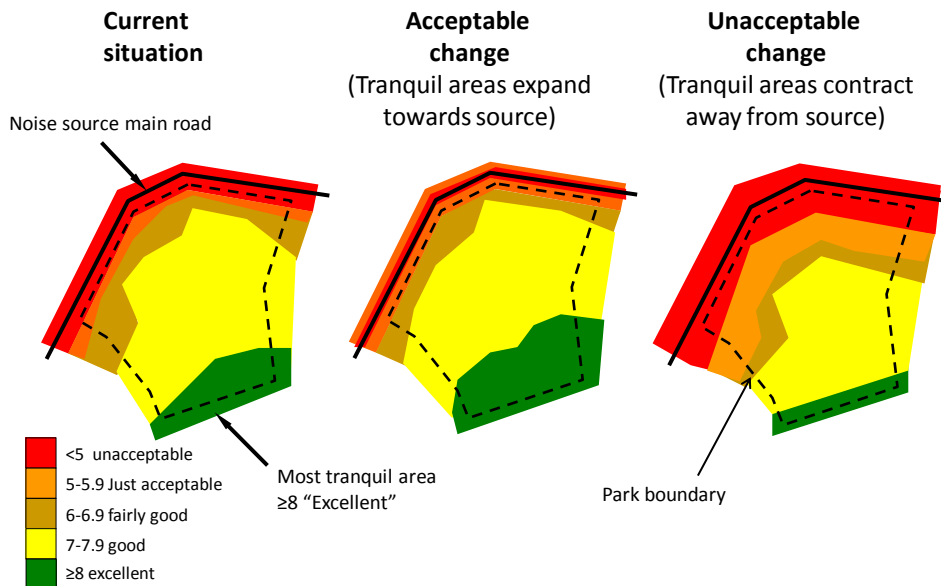 Current
situation
Acceptable
change
(Tranquil areas expand
towards source)
Unacceptable
change
(Tranquil areas contract
away from source)
Noise source main road
<5 unacceptable
5-5.9 Just acceptable
6-6.9 fairly good
7-7.9 good
≥8 excellent
Most tranquil area
≥8 “Excellent”
Park boundary